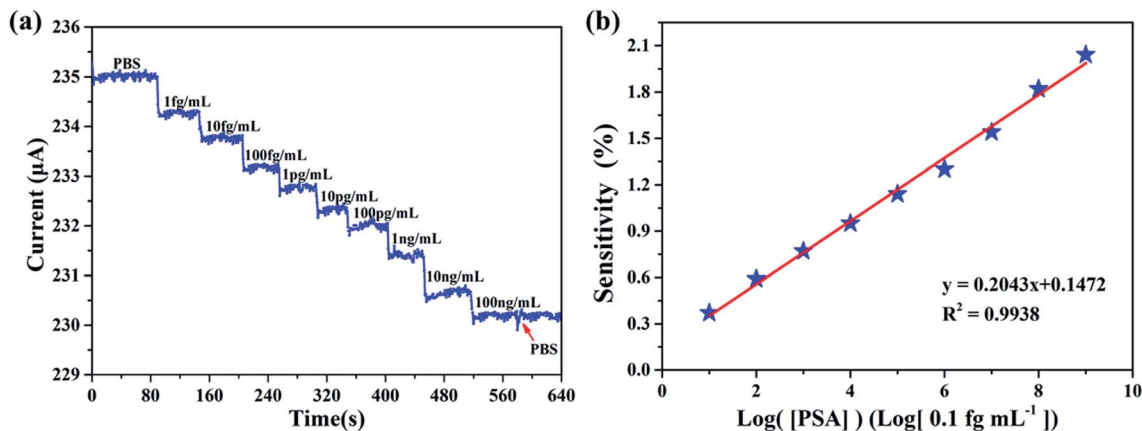 (a)
236
235
234
233
232
231
230
229
Current (µA)
PBS
1fg/mL
10fg/mL
100fg/mL
1pg/mL
10pg/mL
100pg/mL
1ng/mL
10ng/mL
100ng/mL
PBS
0 80 160 240 320 400 480 560 640
Time(s)
(b)
2.1
1.8
1.5
1.2
0.9
0.6
0.3
0.0
Sensitivity (%)
y = 0.2043x+0.1472
R² = 0.9938
0 2 4 6 8 10
Log( [PSA] ) (Log[ 0.1 fg mL⁻¹ ])